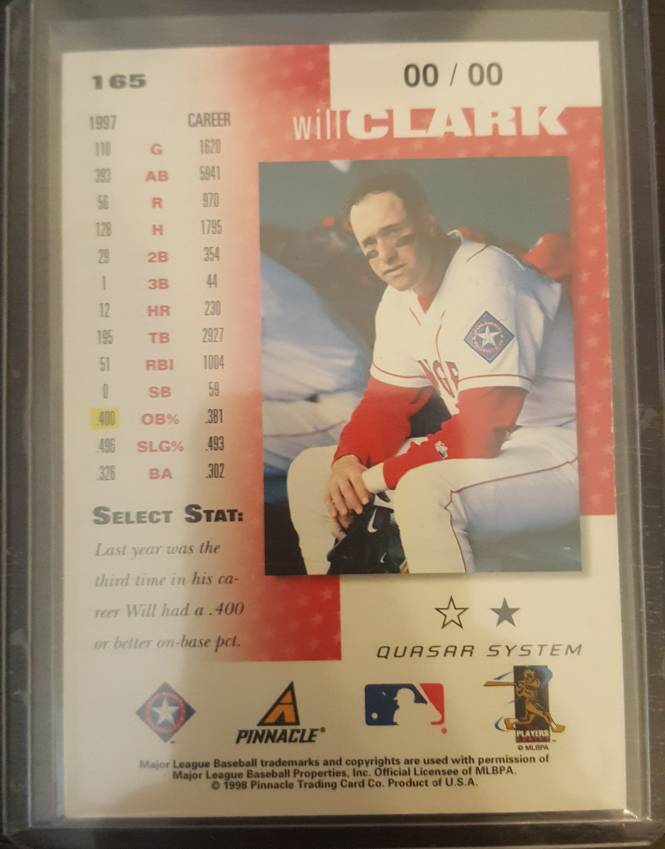 165
00 / 00
will CLARK
1997 CAREER
110 G 1620
393 AB 5941
56 R 970
128 H 1795
29 2B 354
1 3B 44
12 HR 230
195 TB 2927
51 RBI 1004
0 SB 59
.400 OB% .381
.496 SLG% .493
.326 BA .302
SELECT STAT:
Last year was the
third time in his ca-
reer Will had a .400
or better on-base pct.
QUASAR SYSTEM
PINNACLE®
PLAYERS
© MLBPA
Major League Baseball trademarks and copyrights are used with permission of
Major League Baseball Properties, Inc. Official Licensee of MLBPA.
© 1998 Pinnacle Trading Card Co. Product of U.S.A.